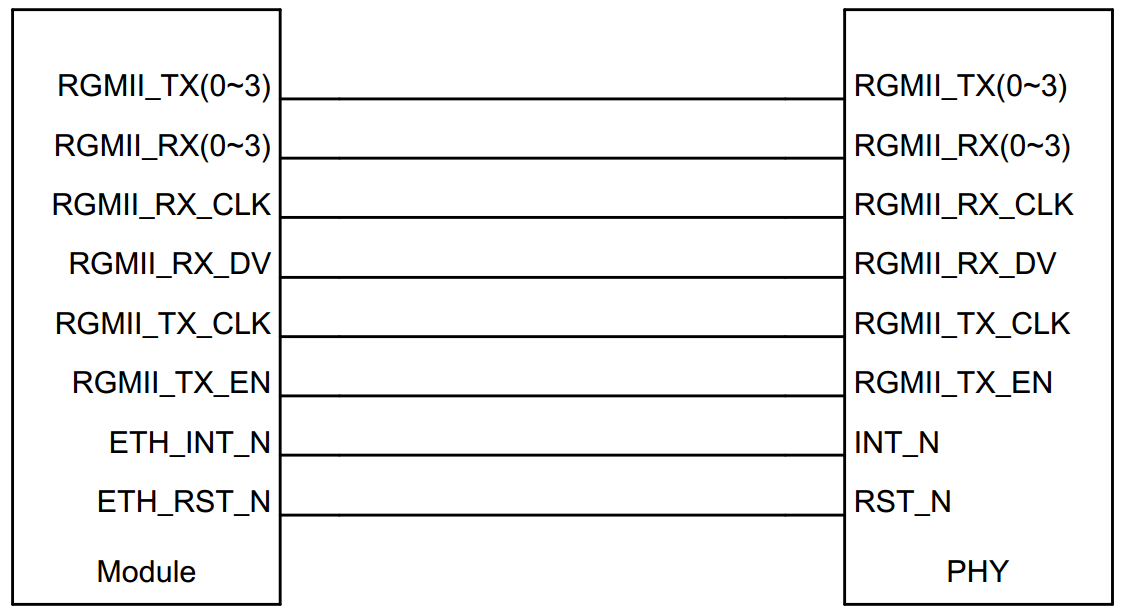 RGMII_TX(0~3) RGMII_TX(0~3)
RGMII_RX(0~3) RGMII_RX(0~3)
RGMII_RX_CLK RGMII_RX_CLK
RGMII_RX_DV RGMII_RX_DV
RGMII_TX_CLK RGMII_TX_CLK
RGMII_TX_EN RGMII_TX_EN
ETH_INT_N INT_N
ETH_RST_N RST_N
Module PHY